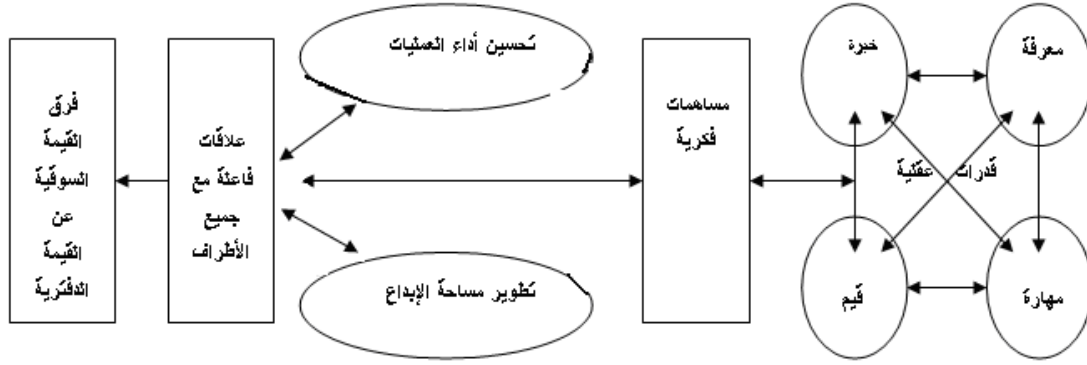 معرفة
خبرة
قدرات عقلية
مهارة
قيم
مساهمات
فكرية
تحسين أداء العمليات
تطوير مساحة الإبداع
علاقات
فاعلة مع
جميع
الأطراف
فرق
القيمة
السوقية
عن
القيمة
الدفترية